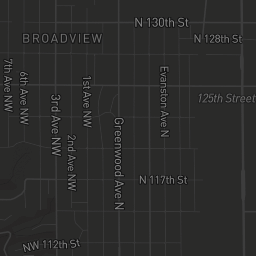 N 130th St
BROADVIEW
N 128th St
7th Ave NW
6th Ave NW
1st Ave NW
Evanston Ave N
3rd Ave NW
125th Street
Greenwood Ave N
2nd Ave NW
N 117th St
NW 112th St